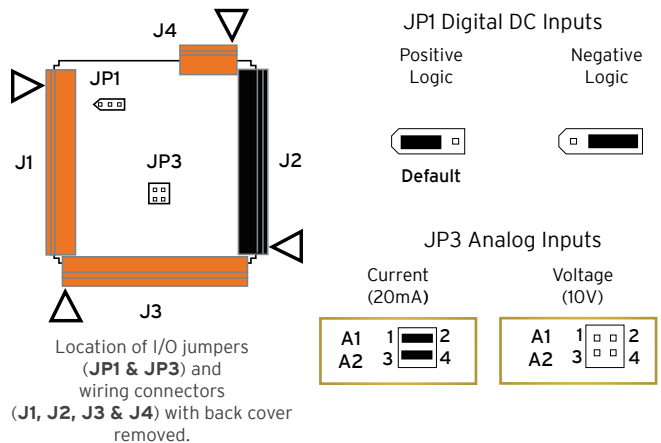 J4
JP1
J1
JP3
J2
J3
Location of I/O jumpers
(JP1 & JP3) and
wiring connectors
(J1, J2, J3 & J4) with back cover
removed.
JP1 Digital DC Inputs
Positive
Logic
Negative
Logic
Default
JP3 Analog Inputs
Current
(20mA)
Voltage
(10V)
A1 1 2
A2 3 4
A1 1 2
A2 3 4